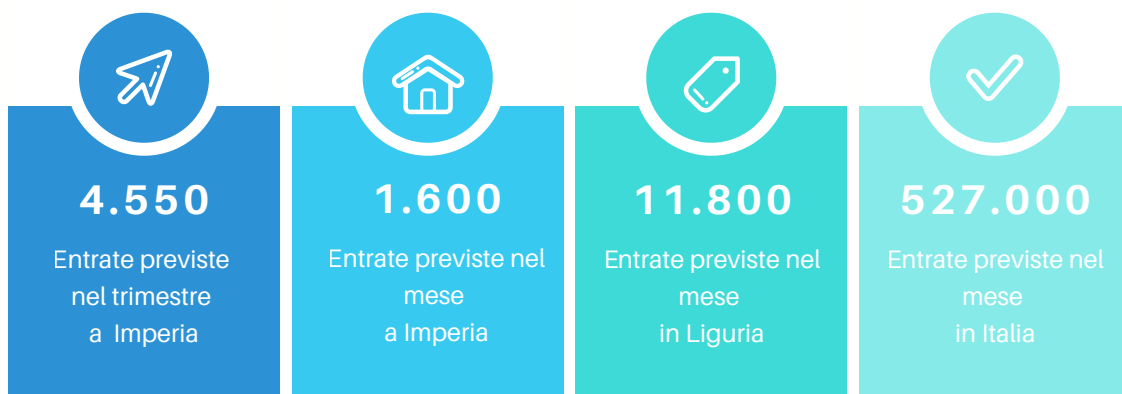 4.550
Entrate previste
nel trimestre
a Imperia
1.600
Entrate previste nel
mese
a Imperia
11.800
Entrate previste nel
mese
in Liguria
527.000
Entrate previste nel
mese
in Italia